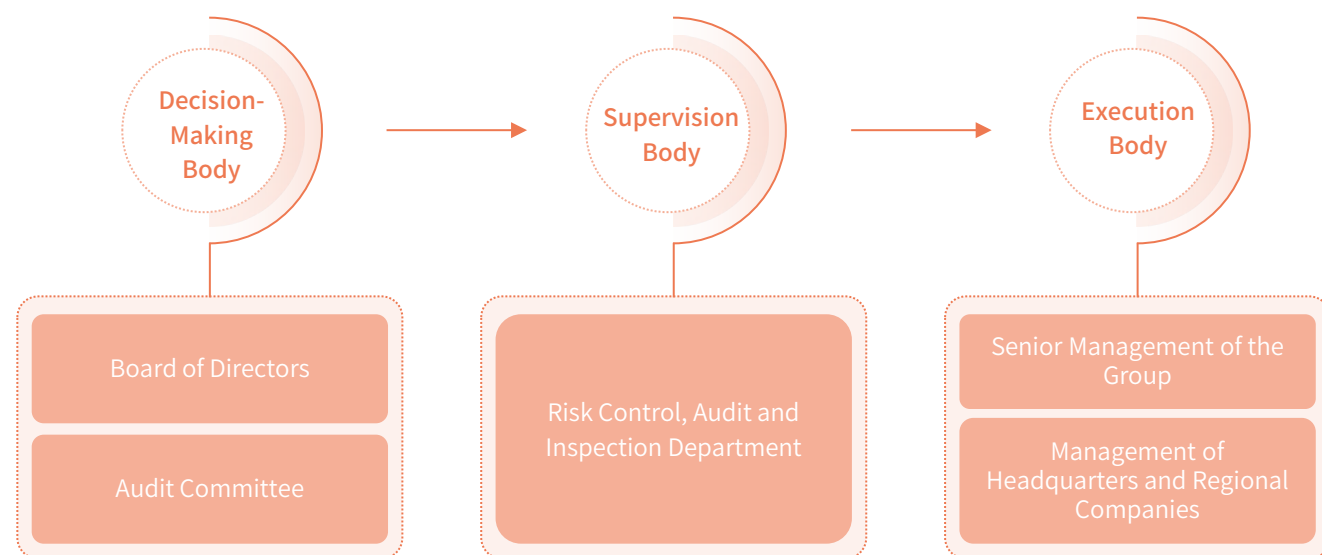 Decision-
Making
Body
Supervision
Body
Execution
Body
Board of Directors
Audit Committee
Risk Control, Audit and
Inspection Department
Senior Management of the
Group
Management of
Headquarters and Regional
Companies